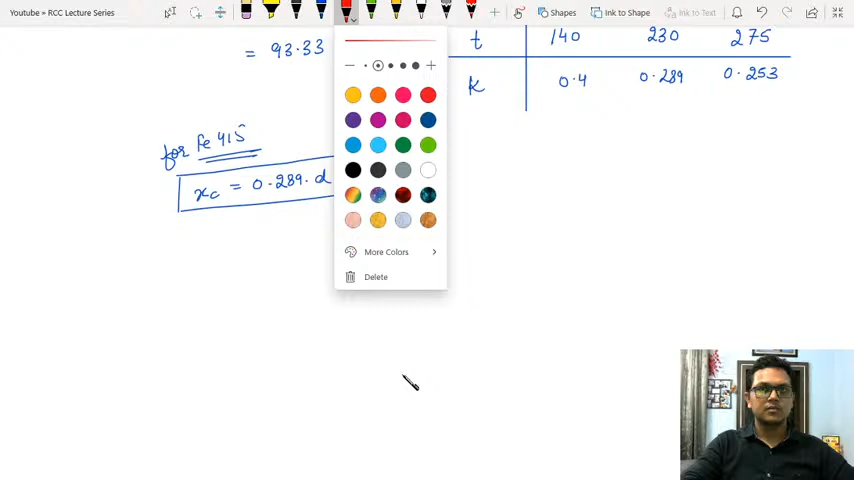 Youtube » RCC Lecture Series
Shapes
Ink to Shape
Ink to Text
= 93.33
t 140 230 275
k 0.4 0.289 0.253
for Fe 415
xc = 0.289.d
More Colors
Delete